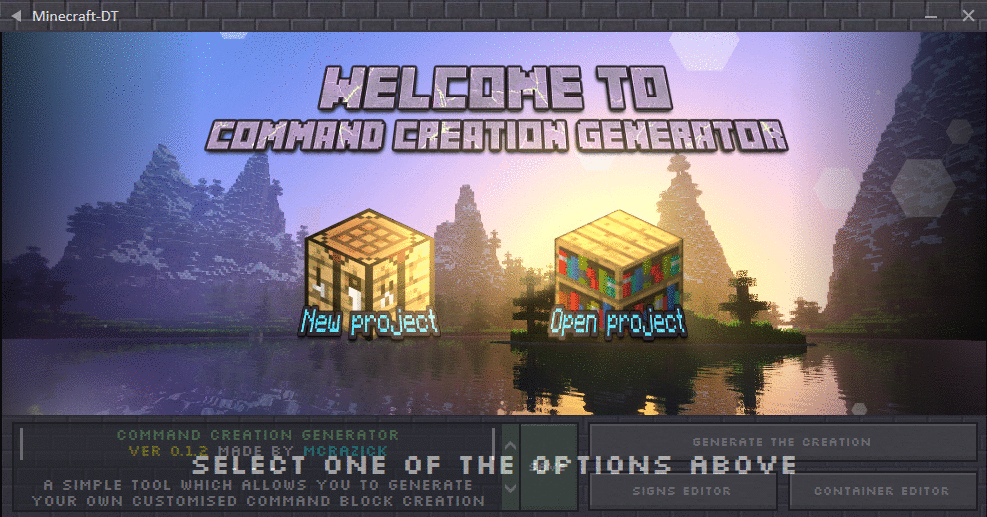 Minecraft-DT
WELCOME TO
COMMAND CREATION GENERATOR
New project
Open project
COMMAND CREATION GENERATOR
VER 0.1.2 MADE BY MCRAZICK
SELECT ONE OF THE OPTIONS ABOVE
A SIMPLE TOOL WHICH ALLOWS YOU TO GENERATE
YOUR OWN CUSTOMISED COMMAND BLOCK CREATION
GENERATE THE CREATION
SIGNS EDITOR
CONTAINER EDITOR